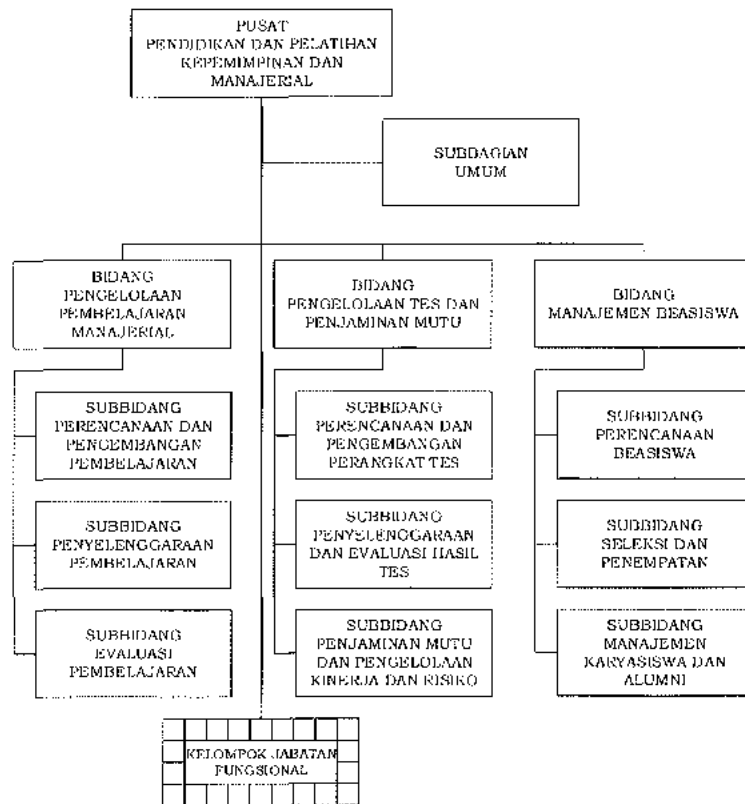 PUSAT
PENDIDIKAN DAN PELATIHAN
KEPEMIMPINAN DAN
MANAJERIAL
SUBBAGIAN
UMUM
BIDANG
PENGELOLAAN
PEMBELAJARAN
MANAJERIAL
BIDANG
PENGELOLAAN TES DAN
PENJAMINAN MUTU
BIDANG
MANAJEMEN BEASISWA
SUBBIDANG
PERENCANAAN DAN
PENGEMBANGAN
PEMBELAJARAN
SUBBIDANG
PERENCANAAN DAN
PENGEMBANGAN
PERANGKAT TES
SUBBIDANG
PERENCANAAN
BEASISWA
SUBBIDANG
PENYELENGGARAAN
PEMBELAJARAN
SUBBIDANG
PENYELENGGARAAN
DAN EVALUASI HASIL
TES
SUBBIDANG
SELEKSI DAN
PENEMPATAN
SUBBIDANG
EVALUASI
PEMBELAJARAN
SUBBIDANG
PENJAMINAN MUTU
DAN PENGELOLAAN
KINERJA DAN RISIKO
SUBBIDANG
MANAJEMEN
KARYASISWA DAN
ALUMNI
KELOMPOK JABATAN
FUNGSIONAL